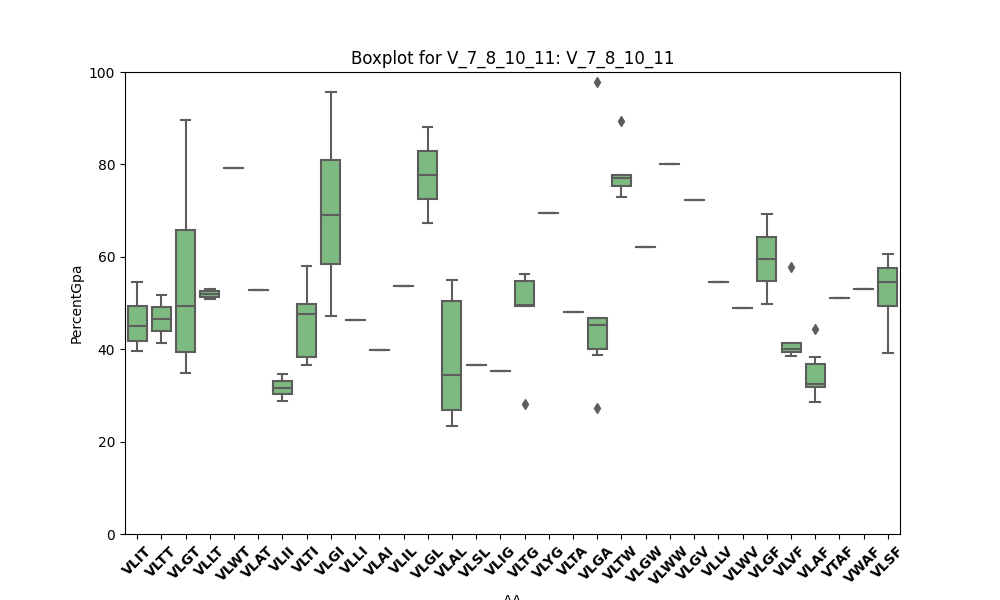 Boxplot for V_7_8_10_11: V_7_8_10_11
100
80
60
40
20
0
PercentGpa
VLIT
VLTT
VLGT
VLLT
VLWT
VLAT
VLII
VLTI
VLGI
VLLI
VLAI
VLIL
VLGL
VLAL
VLSL
VLIG
VLTG
VLYG
VLTA
VLGA
VLTW
VLGW
VLWW
VLGV
VLLV
VLWV
VLGF
VLVF
VLAF
VTAF
VWAF
VLSF
AA